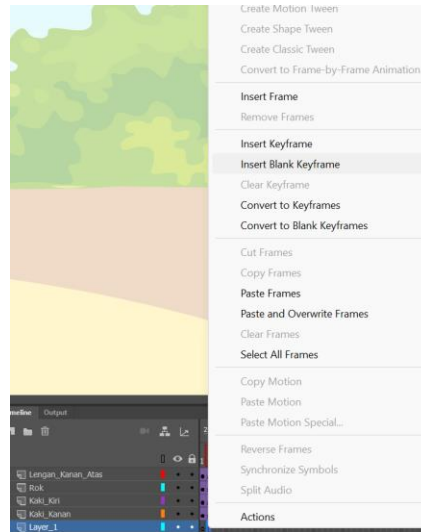 Create Motion Tween
Create Shape Tween
Create Classic Tween
Convert to Frame-by-Frame Animation
Insert Frame
Remove Frames
Insert Keyframe
Insert Blank Keyframe
Clear Keyframe
Convert to Keyframes
Convert to Blank Keyframes
Cut Frames
Copy Frames
Paste Frames
Paste and Overwrite Frames
Clear Frames
Select All Frames
Copy Motion
Paste Motion
Paste Motion Special...
Reverse Frames
Synchronize Symbols
Split Audio
Actions
meline Output
1
Lengan_Kanan_Atas
Rok
Kaki_Kiri
Kaki_Kanan
Layer_1